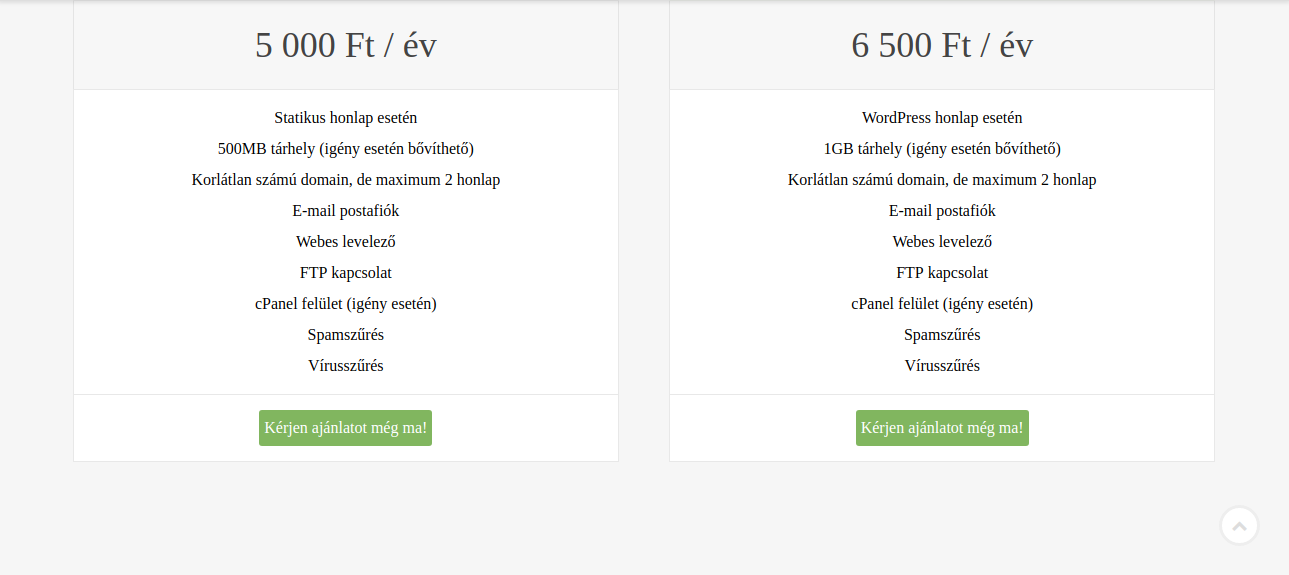 5 000 Ft / év
Statikus honlap esetén
500MB tárhely (igény esetén bővíthető)
Korlátlan számú domain, de maximum 2 honlap
E-mail postafiók
Webes levelező
FTP kapcsolat
cPanel felület (igény esetén)
Spamszűrés
Vírusszűrés
Kérjen ajánlatot még ma!
6 500 Ft / év
WordPress honlap esetén
1GB tárhely (igény esetén bővíthető)
Korlátlan számú domain, de maximum 2 honlap
E-mail postafiók
Webes levelező
FTP kapcsolat
cPanel felület (igény esetén)
Spamszűrés
Vírusszűrés
Kérjen ajánlatot még ma!